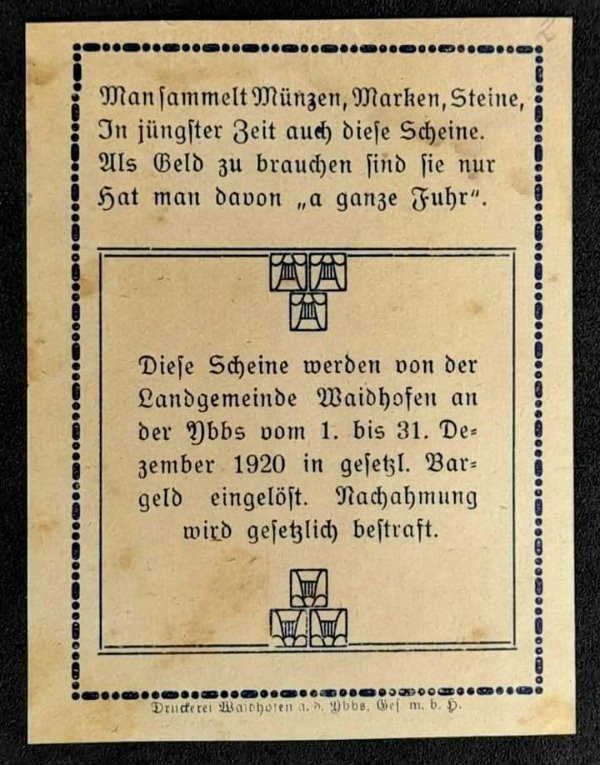 Man sammelt Münzen, Marken, Steine,
In jüngster Zeit auch diese Scheine.
Als Geld zu brauchen sind sie nur
Hat man davon „a ganze Fuhr“.
Diese Scheine werden von der
Landgemeinde Waidhofen an
der Ybbs vom 1. bis 31. De-
zember 1920 in gesetzl. Bar-
geld eingelöst. Nachahmung
wird gesetzlich bestraft.
Druckerei Waidhofen a. d. Ybbs, Ges. m. b. H.